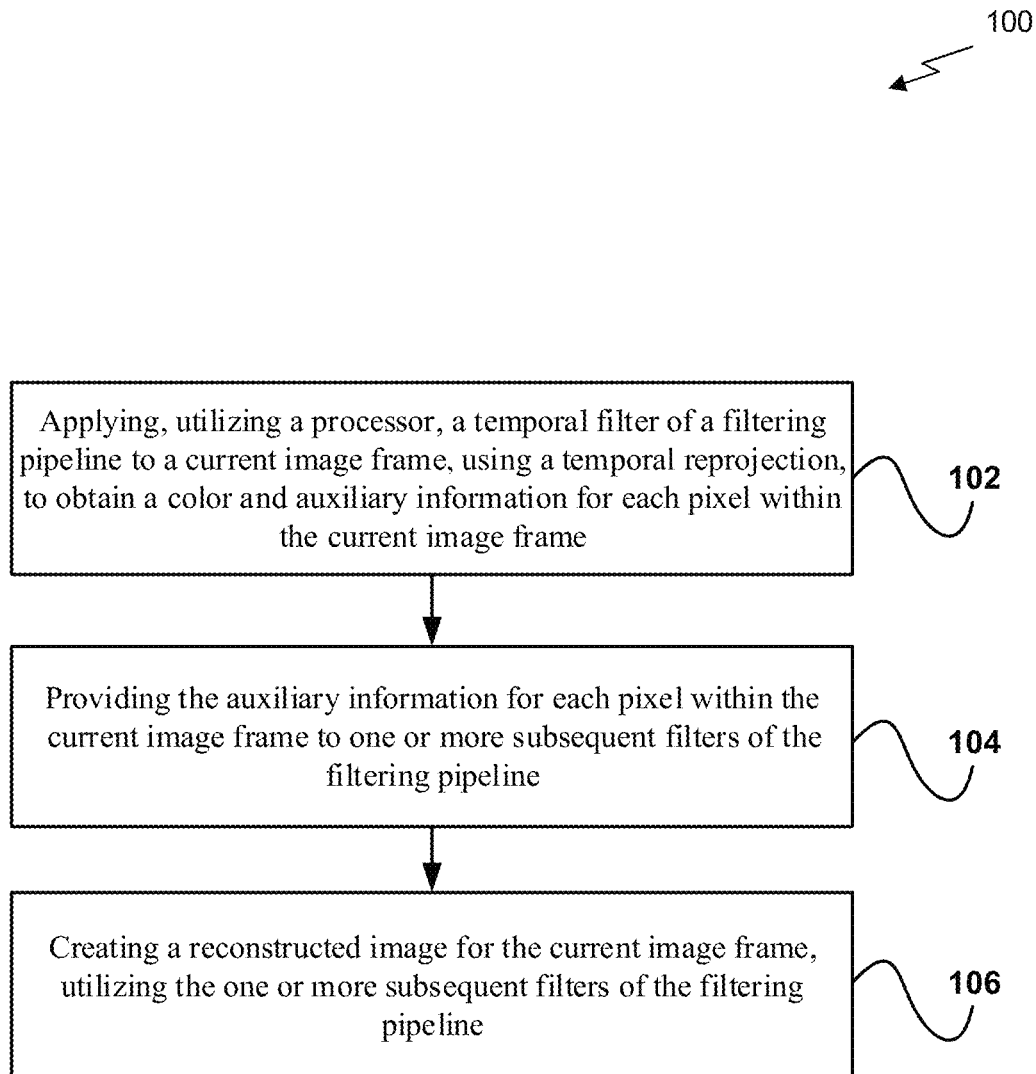 100
Applying, utilizing a processor, a temporal filter of a filtering
pipeline to a current image frame, using a temporal reprojection,
to obtain a color and auxiliary information for each pixel within
the current image frame
102
Providing the auxiliary information for each pixel within the
current image frame to one or more subsequent filters of the
filtering pipeline
104
Creating a reconstructed image for the current image frame,
utilizing the one or more subsequent filters of the filtering
pipeline
106